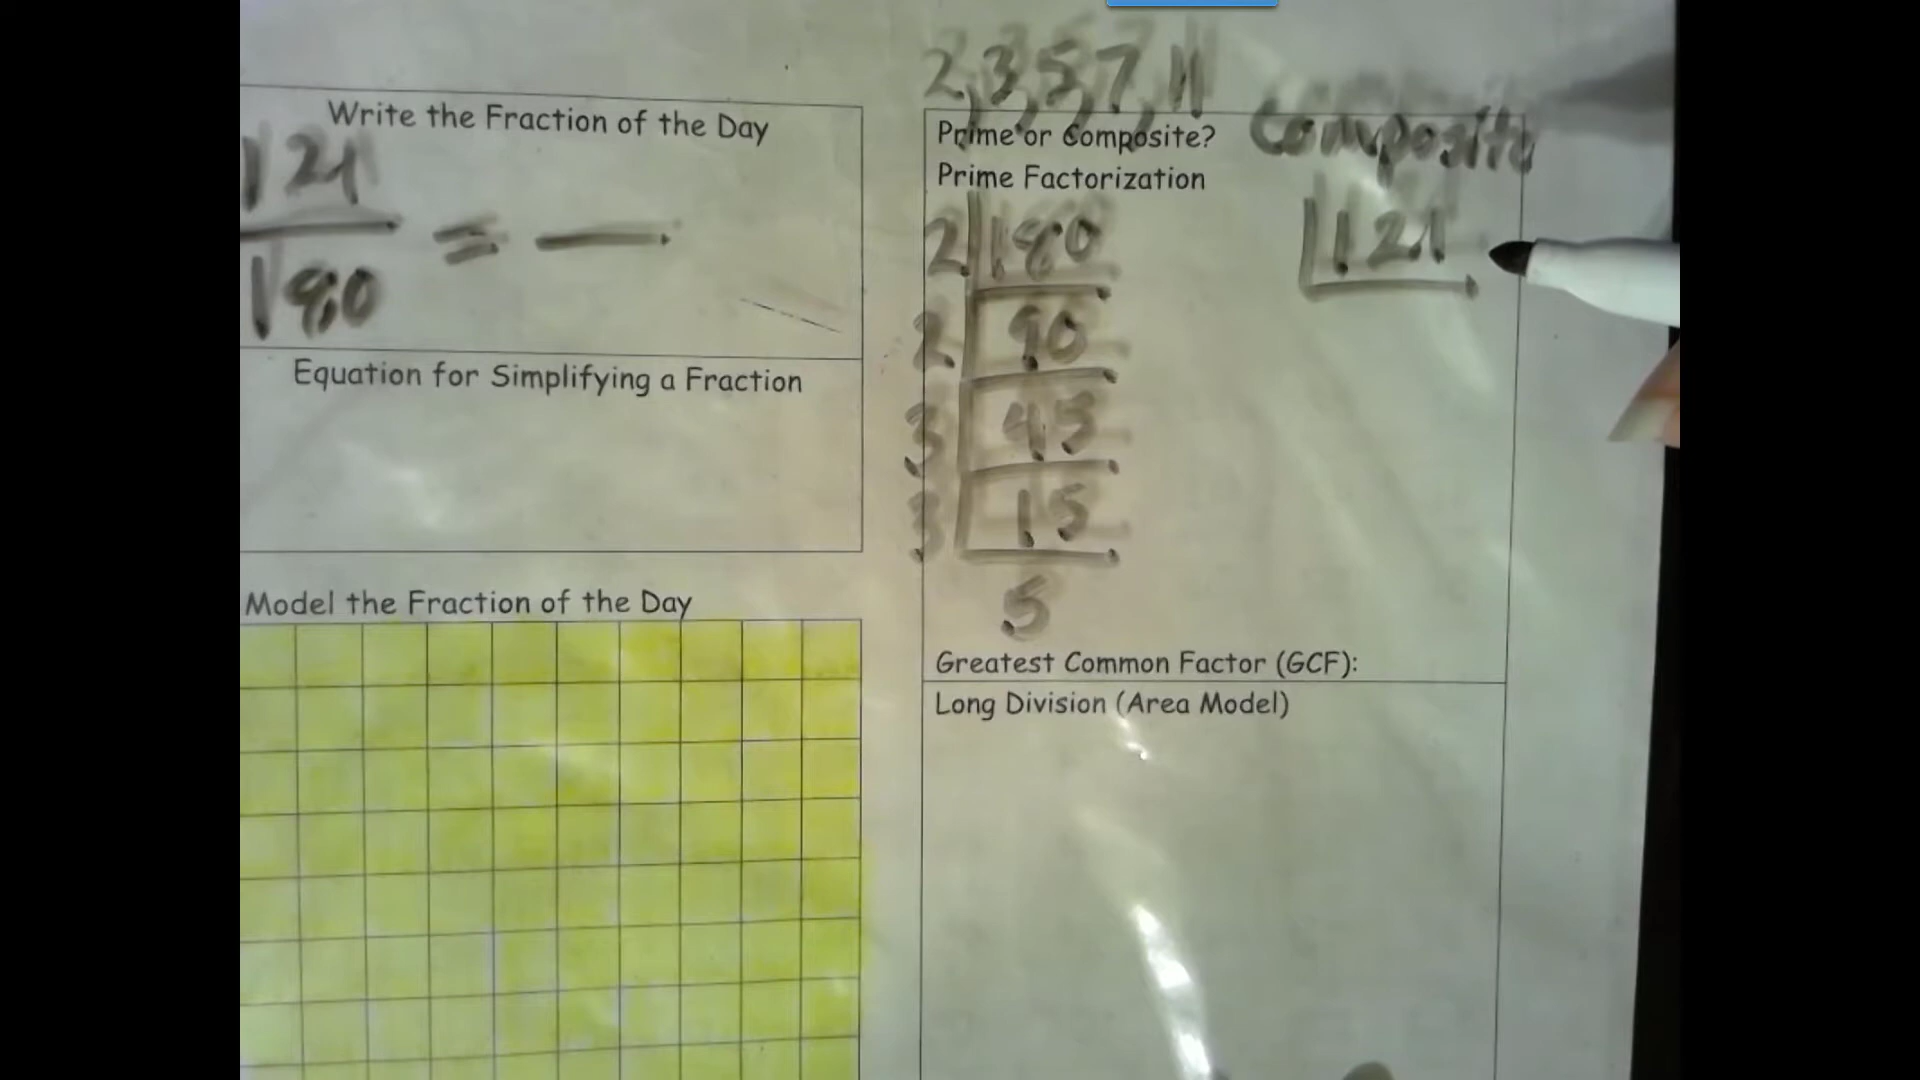 Write the Fraction of the Day
121
180
=
Equation for Simplifying a Fraction
Model the Fraction of the Day
2, 3, 5, 7, 11
Prime or Composite? Composite
Prime Factorization
2 180
121
2 90
3 45
3 15
5
Greatest Common Factor (GCF):
Long Division (Area Model)